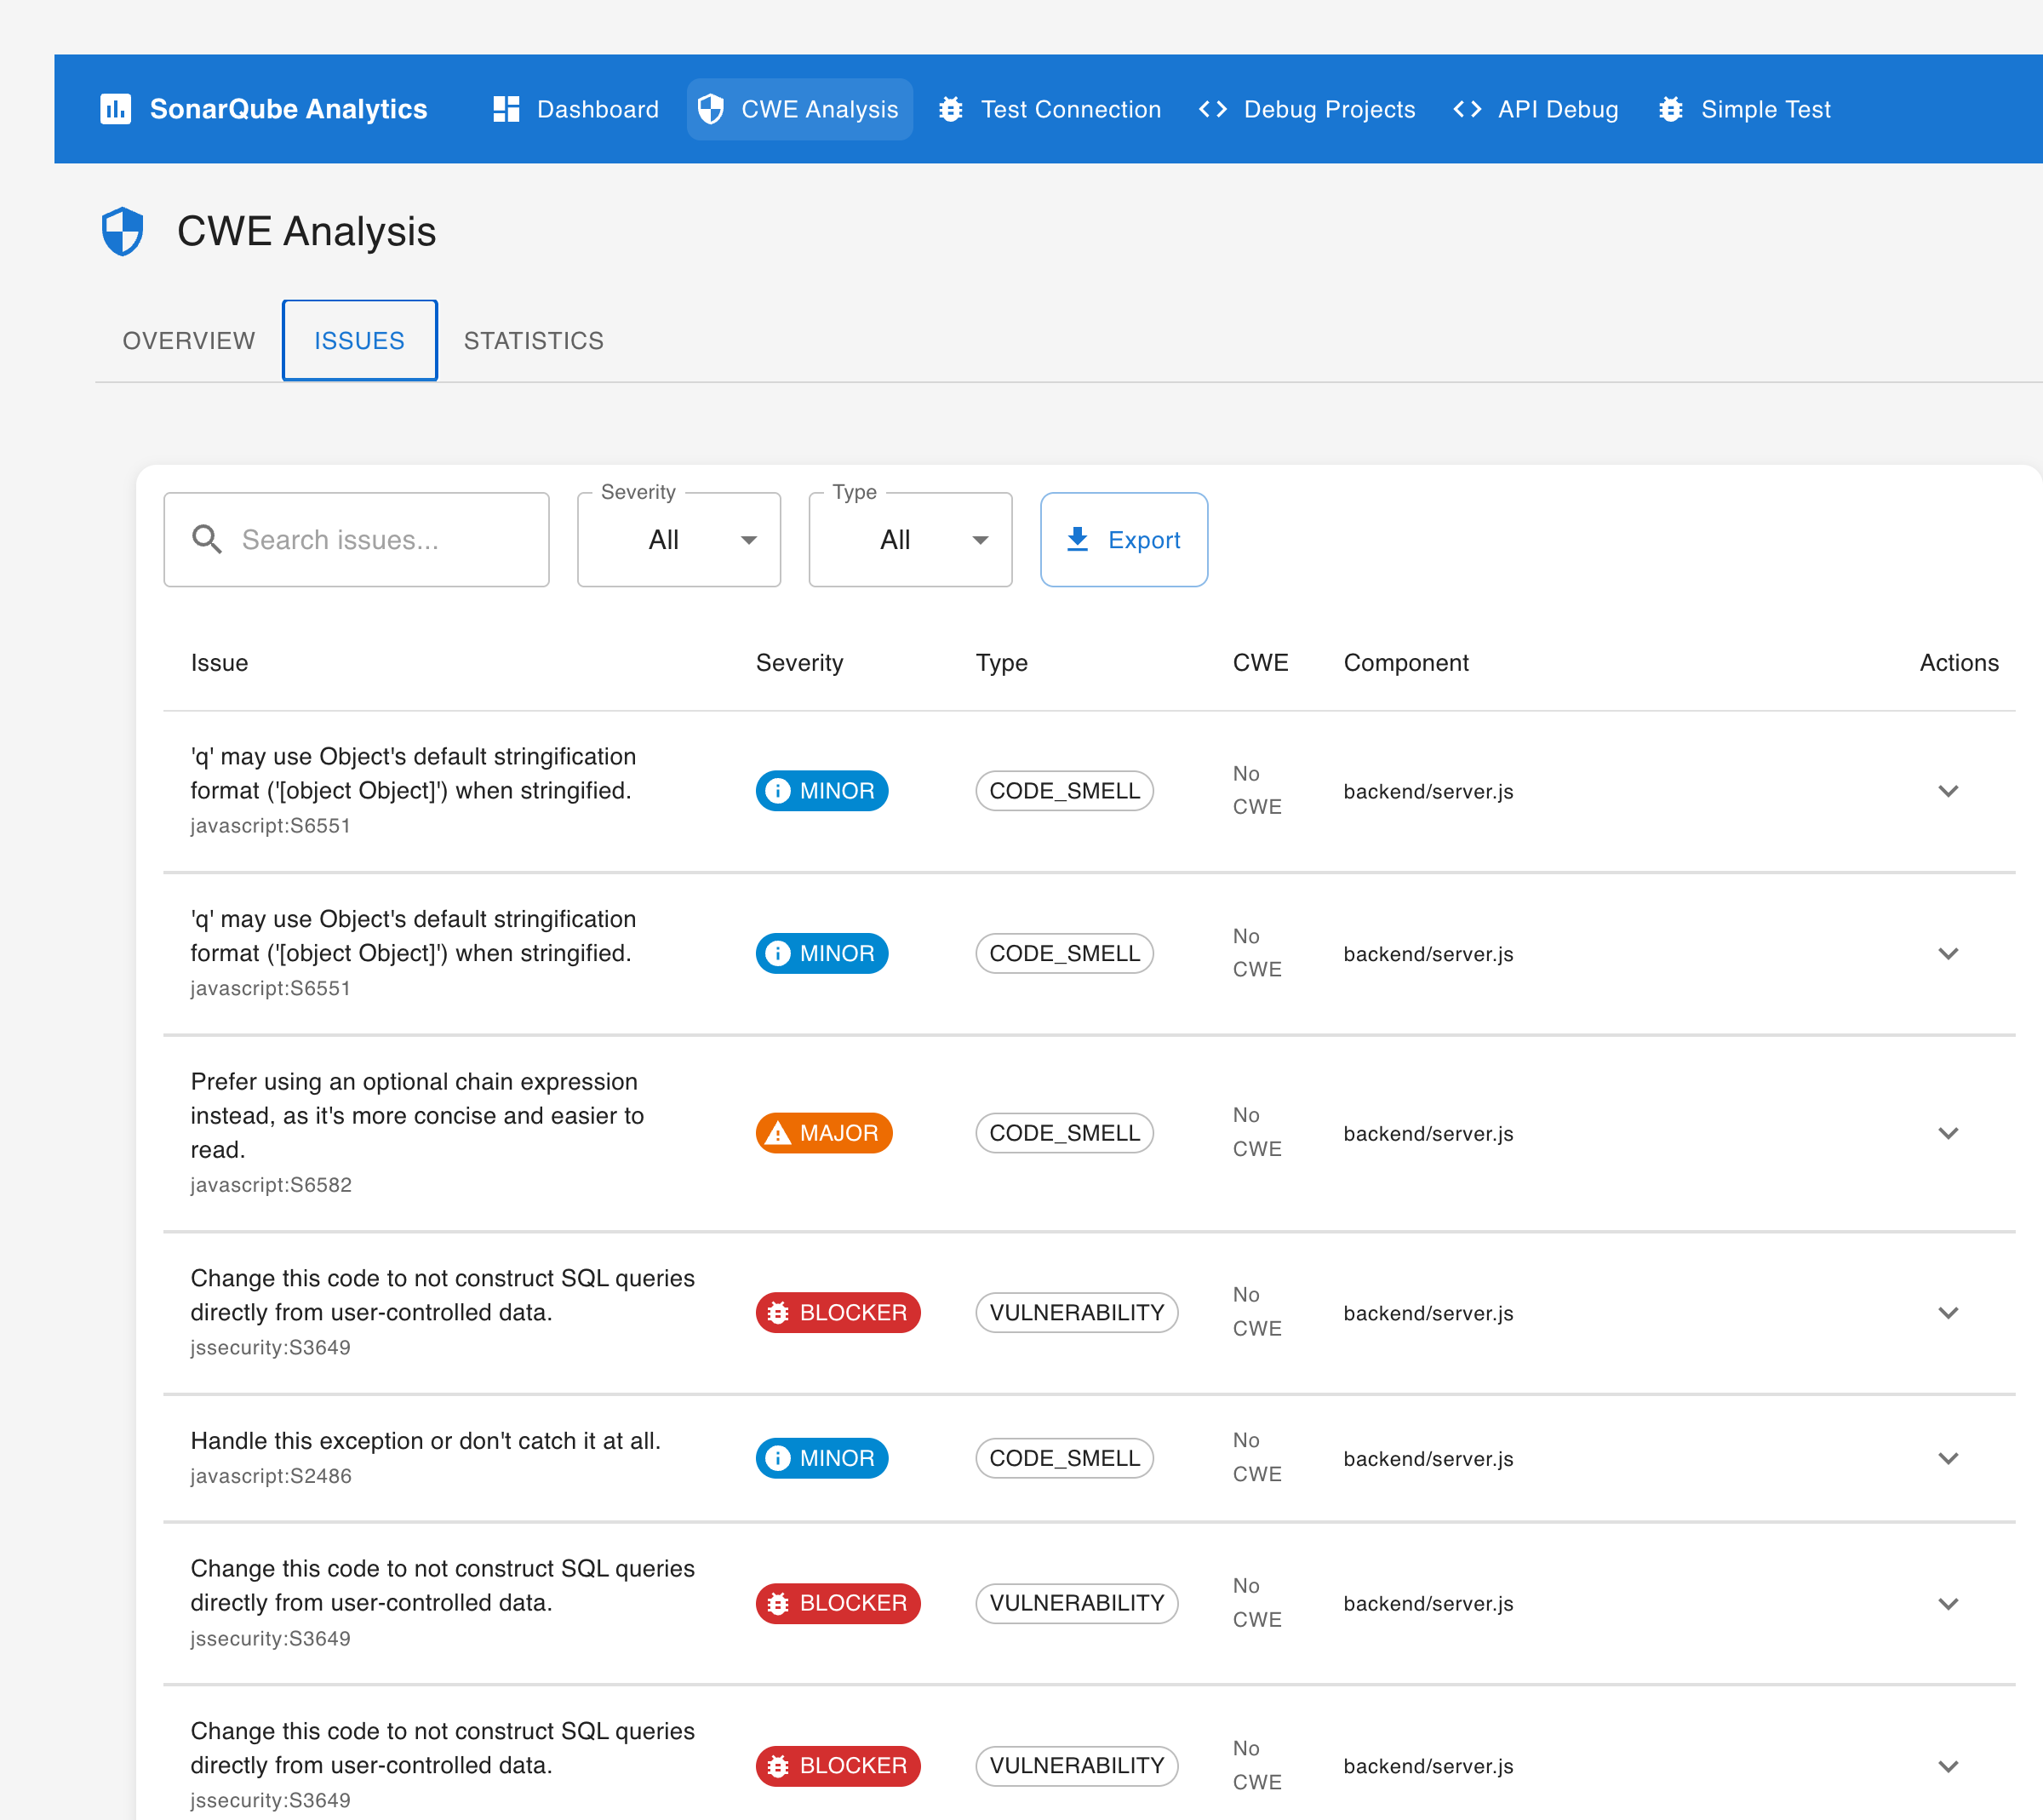 SonarQube Analytics Dashboard CWE Analysis Test Connection Debug Projects API Debug Simple Test
CWE Analysis
OVERVIEW ISSUES STATISTICS
Severity Type
Search issues... All All Export
Issue Severity Type CWE Component Actions
'q' may use Object's default stringification
format ('[object Object]') when stringified.
javascript:S6551
MINOR CODE_SMELL
No
CWE
backend/server.js
'q' may use Object's default stringification
format ('[object Object]') when stringified.
javascript:S6551
MINOR CODE_SMELL
No
CWE
backend/server.js
Prefer using an optional chain expression
instead, as it's more concise and easier to
read.
javascript:S6582
MAJOR CODE_SMELL
No
CWE
backend/server.js
Change this code to not construct SQL queries
directly from user-controlled data.
jssecurity:S3649
BLOCKER VULNERABILITY
No
CWE
backend/server.js
Handle this exception or don't catch it at all.
javascript:S2486
MINOR CODE_SMELL
No
CWE
backend/server.js
Change this code to not construct SQL queries
directly from user-controlled data.
jssecurity:S3649
BLOCKER VULNERABILITY
No
CWE
backend/server.js
Change this code to not construct SQL queries
directly from user-controlled data.
jssecurity:S3649
BLOCKER VULNERABILITY
No
CWE
backend/server.js